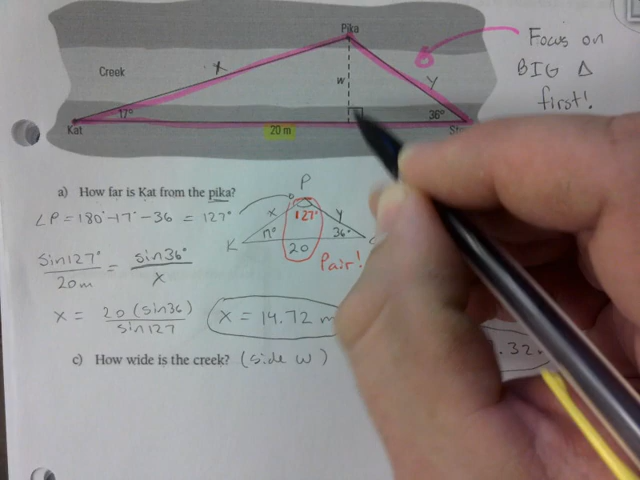 Pika
Focus on
BIG Δ
first!
Creek
x
w
y
17°
36°
Kat
20 m
a) How far is Kat from the pika?
P
∠P = 180° - 17° - 36 = 127°
x
127°
y
K
17°
36°
20
Pair!
sin127° / 20m = sin36° / x
x = 20 (sin36) / sin127
x = 14.72 m
.32
c) How wide is the creek? (side w)